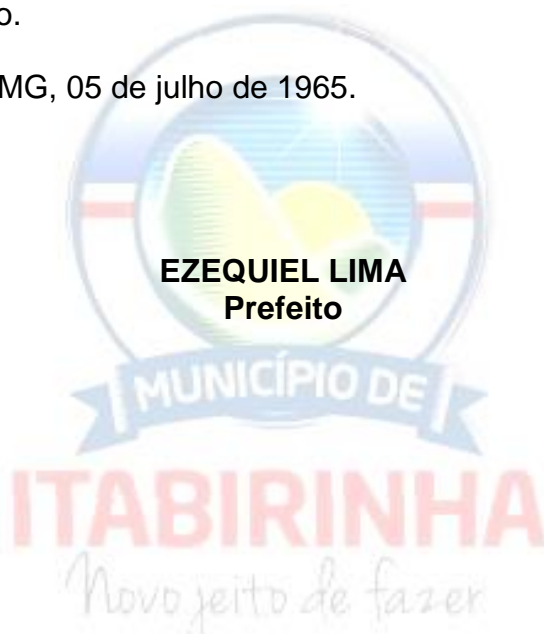 o.
MG, 05 de julho de 1965.
EZEQUIEL LIMA
Prefeito
MUNICÍPIO DE
ITABIRINHA
Novo jeito de fazer